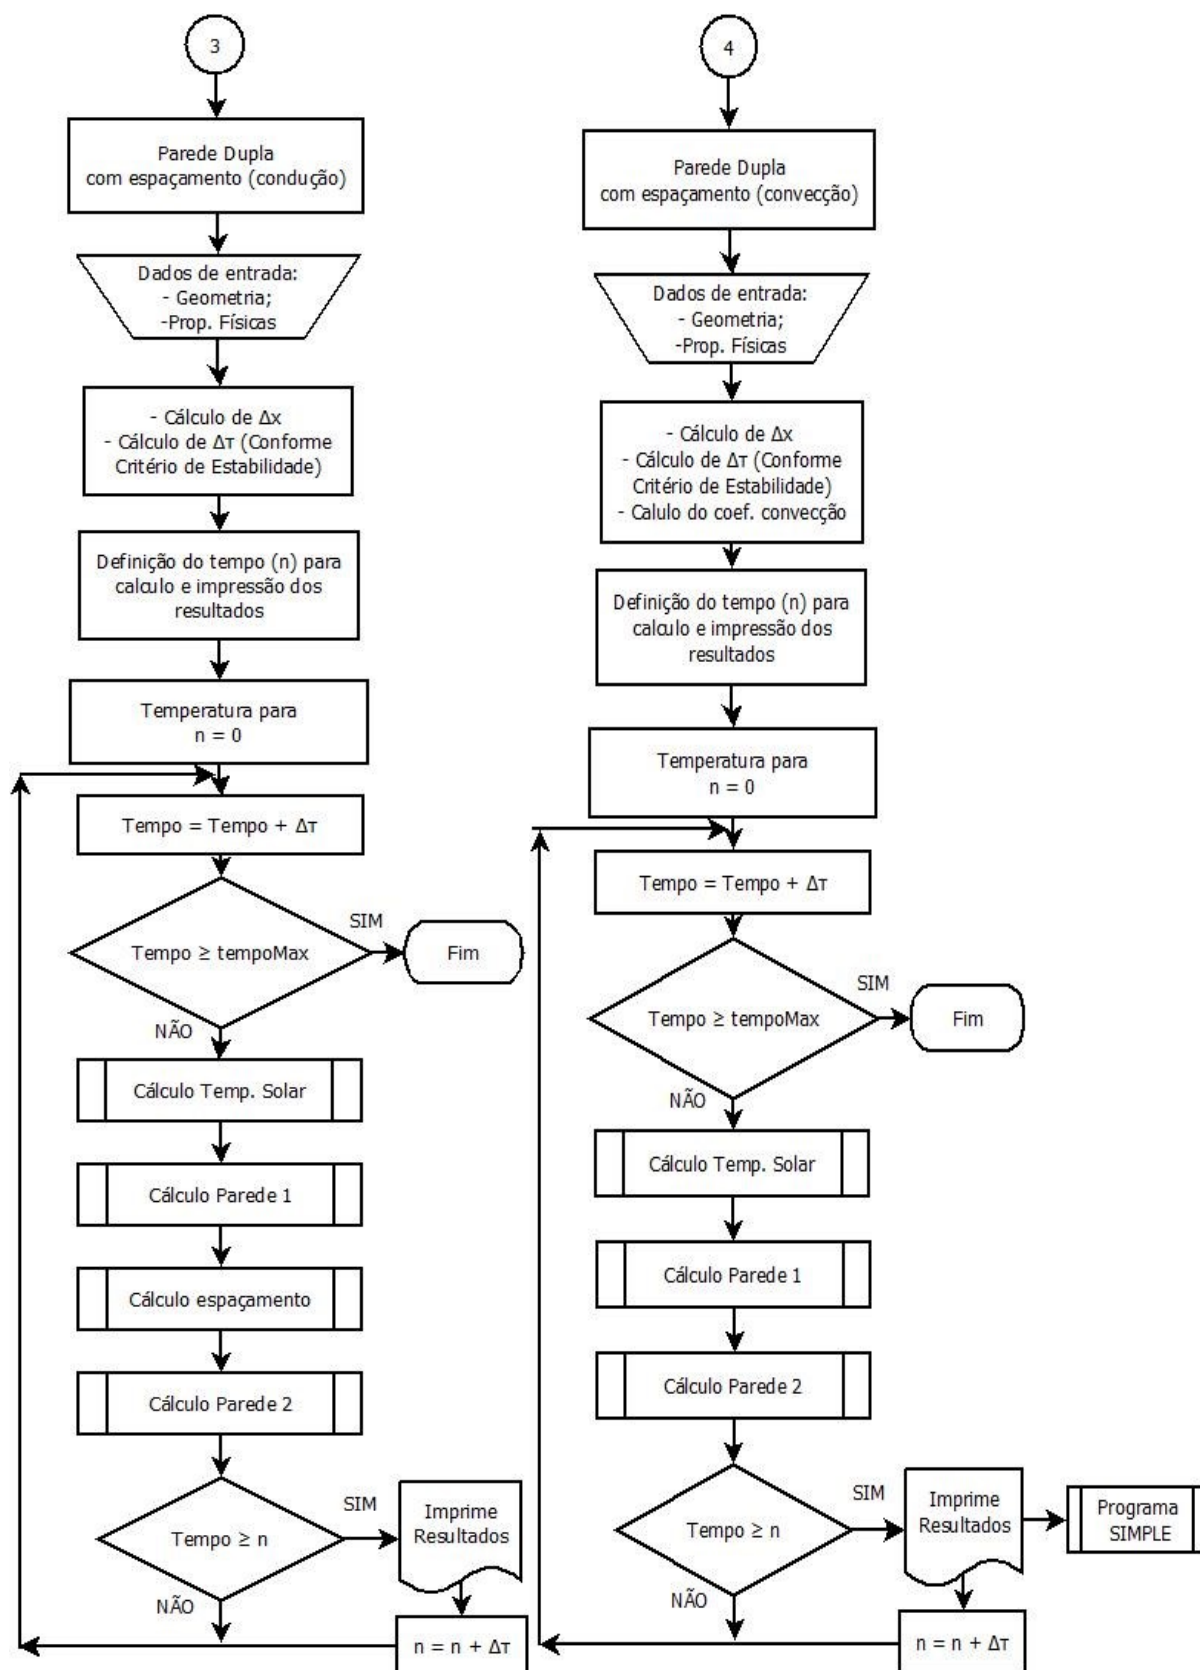 3
Parede Dupla
com espaçamento (condução)
Dados de entrada:
- Geometria;
-Prop. Físicas
- Cálculo de Δx
- Cálculo de Δτ (Conforme
Critério de Estabilidade)
Definição do tempo (n) para
calculo e impressão dos
resultados
Temperatura para
n = 0
Tempo = Tempo + Δτ
Tempo ≥ tempoMax
SIM
Fim
NÃO
Cálculo Temp. Solar
Cálculo Parede 1
Cálculo espaçamento
Cálculo Parede 2
Tempo ≥ n
SIM
Imprime
Resultados
NÃO
n = n + Δτ
4
Parede Dupla
com espaçamento (convecção)
Dados de entrada:
- Geometria;
-Prop. Físicas
- Cálculo de Δx
- Cálculo de Δτ (Conforme
Critério de Estabilidade)
- Calulo do coef. convecção
Definição do tempo (n) para
calculo e impressão dos
resultados
Temperatura para
n = 0
Tempo = Tempo + Δτ
Tempo ≥ tempoMax
SIM
Fim
NÃO
Cálculo Temp. Solar
Cálculo Parede 1
Cálculo Parede 2
Tempo ≥ n
SIM
Imprime
Resultados
Programa
SIMPLE
NÃO
n = n + Δτ